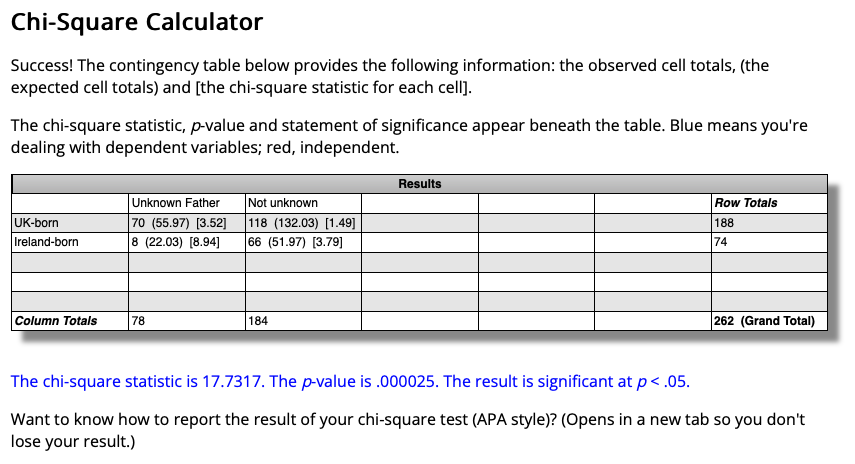 Chi-Square Calculator
Success! The contingency table below provides the following information: the observed cell totals, (the
expected cell totals) and [the chi-square statistic for each cell].
The chi-square statistic, p-value and statement of significance appear beneath the table. Blue means you're
dealing with dependent variables; red, independent.
Results
Unknown Father Not unknown Row Totals
UK-born 70 (55.97) [3.52] 118 (132.03) [1.49] 188
Ireland-born 8 (22.03) [8.94] 66 (51.97) [3.79] 74
Column Totals 78 184 262 (Grand Total)
The chi-square statistic is 17.7317. The p-value is .000025. The result is significant at p < .05.
Want to know how to report the result of your chi-square test (APA style)? (Opens in a new tab so you don't
lose your result.)